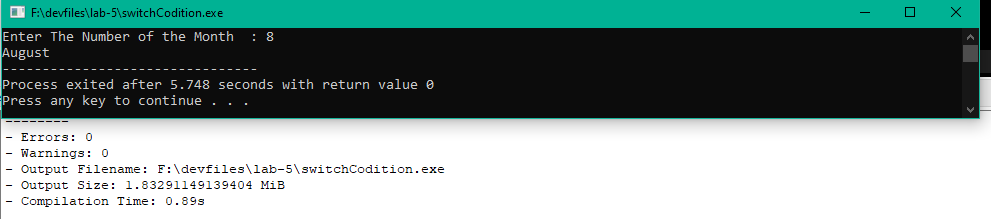 F:\devfiles\lab-5\switchCodition.exe
Enter The Number of the Month  : 8
August
--------------------------------
Process exited after 5.748 seconds with return value 0
Press any key to continue . . .
--------
- Errors: 0
- Warnings: 0
- Output Filename: F:\devfiles\lab-5\switchCodition.exe
- Output Size: 1.83291149139404 MiB
- Compilation Time: 0.89s